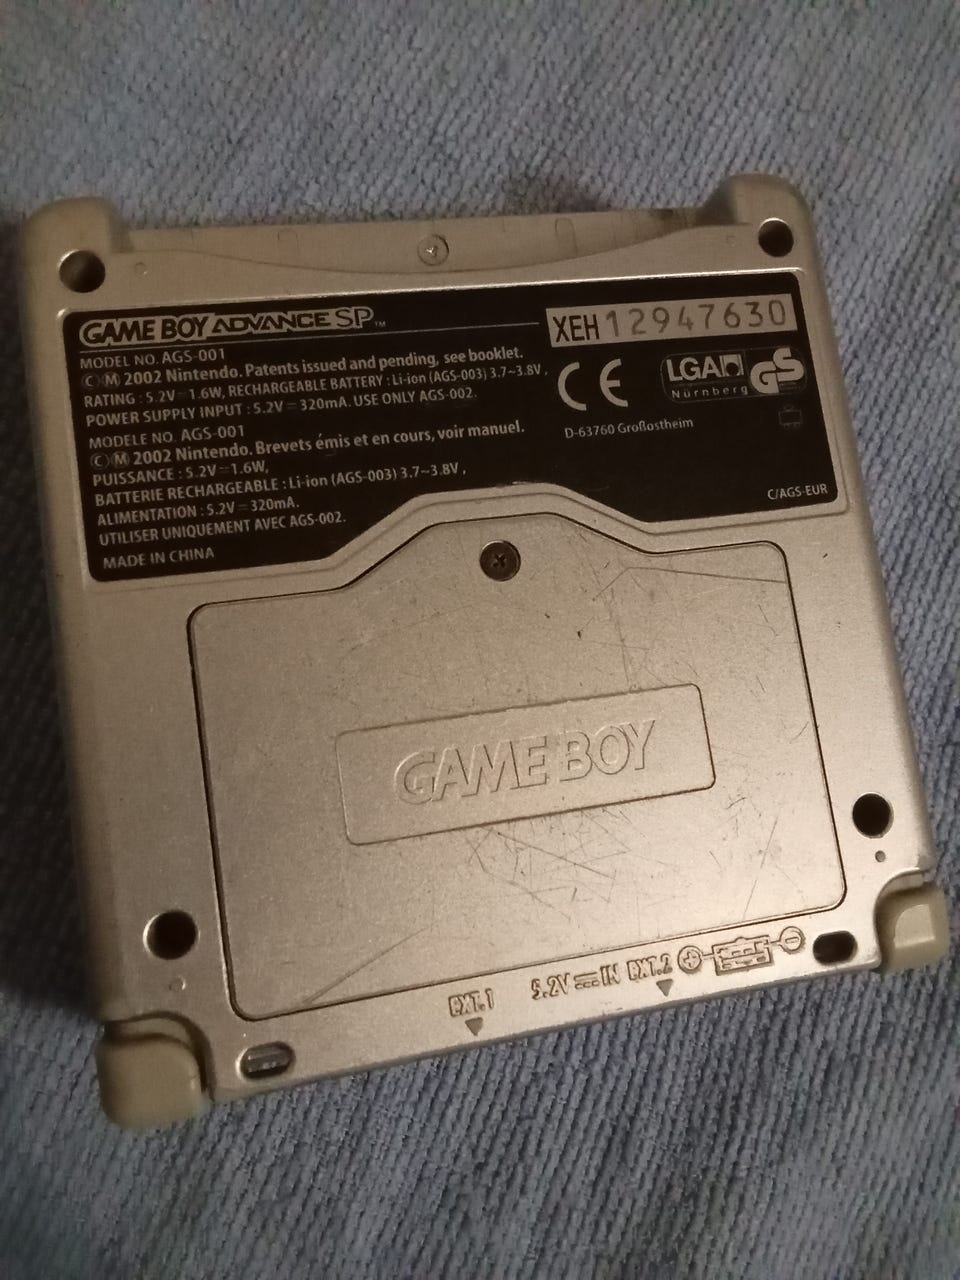 GAME BOY ADVANCE SP™
XEH12947630
MODEL NO. AGS-001
ⒸⓂ 2002 Nintendo. Patents issued and pending, see booklet.
RATING : 5.2V⎓1.6W, RECHARGEABLE BATTERY : Li-ion (AGS-003) 3.7~3.8V ,
POWER SUPPLY INPUT : 5.2V⎓320mA. USE ONLY AGS-002.
MODELE NO. AGS-001
ⒸⓂ 2002 Nintendo. Brevets émis et en cours, voir manuel.
PUISSANCE : 5.2V⎓1.6W,
BATTERIE RECHARGEABLE : Li-ion (AGS-003) 3.7~3.8V ,
ALIMENTATION : 5.2V⎓320mA.
UTILISER UNIQUEMENT AVEC AGS-002.
MADE IN CHINA
CE
LGA
Nürnberg
GS
D-63760 Großostheim
C/AGS-EUR
GAME BOY
EXT.1
5.2V⎓IN
EXT.2